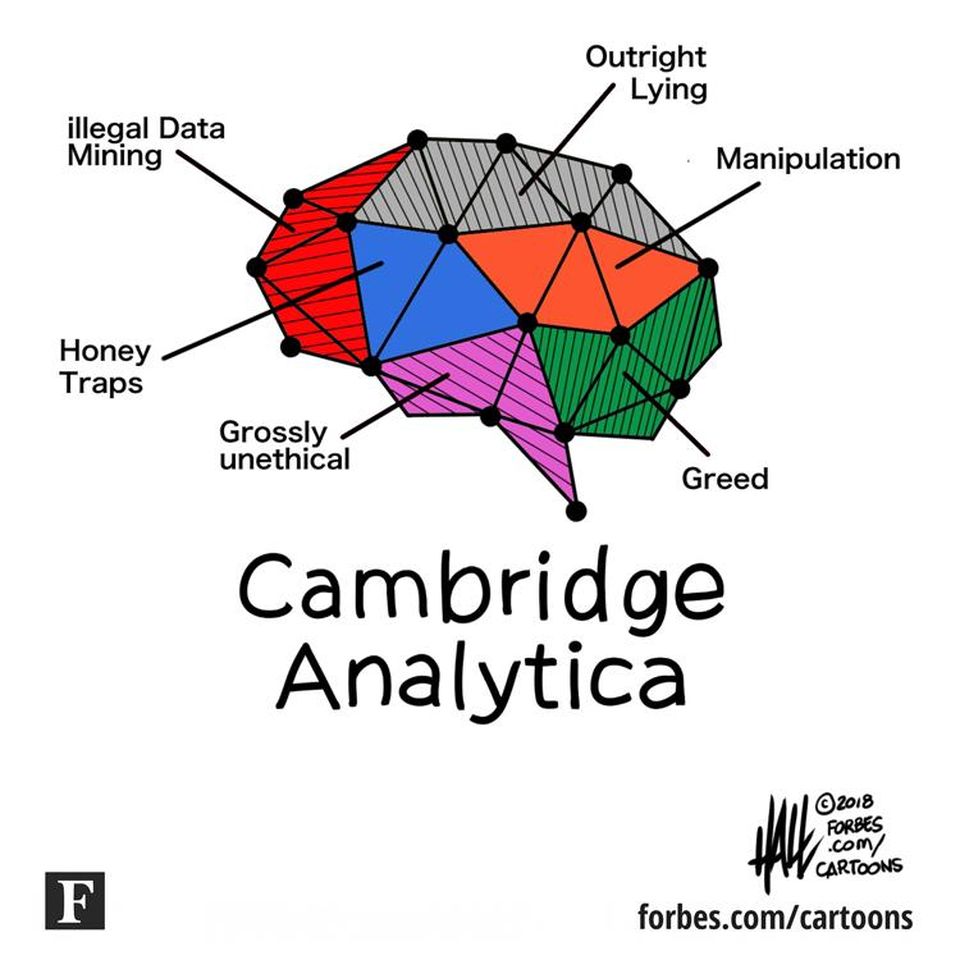 Outright
Lying
illegal Data
Mining
Manipulation
Honey
Traps
Grossly
unethical
Greed
Cambridge
Analytica
HALL
©2018
FORBES
.com/
CARTOONS
F
forbes.com/cartoons